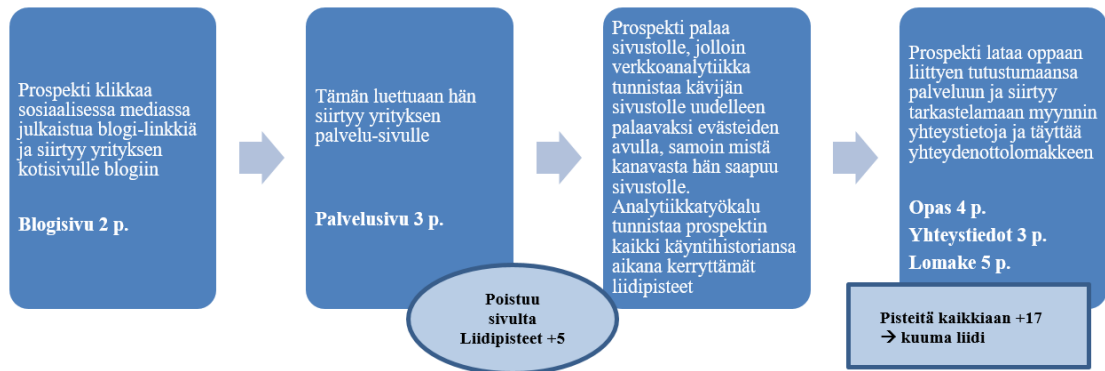 Prospekti klikkaa
sosiaalisessa mediassa
julkaistua blogi-linkkiä
ja siirtyy yrityksen
kotisivulle blogiin
Blogisivu 2 p.
Tämän luettuaan hän
siirtyy yrityksen
palvelu-sivulle
Palvelusivu 3 p.
Poistuu
sivulta
Liidipisteet +5
Prospekti palaa
sivustolle, jolloin
verkkoanalytiikka
tunnistaa kävijän
sivustolle uudelleen
palaavaksi evästeiden
avulla, samoin mistä
kanavasta hän saapuu
sivustolle.
Analytiikkatyökalu
tunnistaa prospektin
kaikki käyntihistoriansa
aikana kerryttämät
liidipisteet
Prospekti lataa oppaan
liittyen tutustumaansa
palveluun ja siirtyy
tarkastelemaan myynnin
yhteystietoja ja täyttää
yhteydenottolomakkeen
Opas 4 p.
Yhteystiedot 3 p.
Lomake 5 p.
Pisteitä kaikkiaan +17
→ kuuma liidi